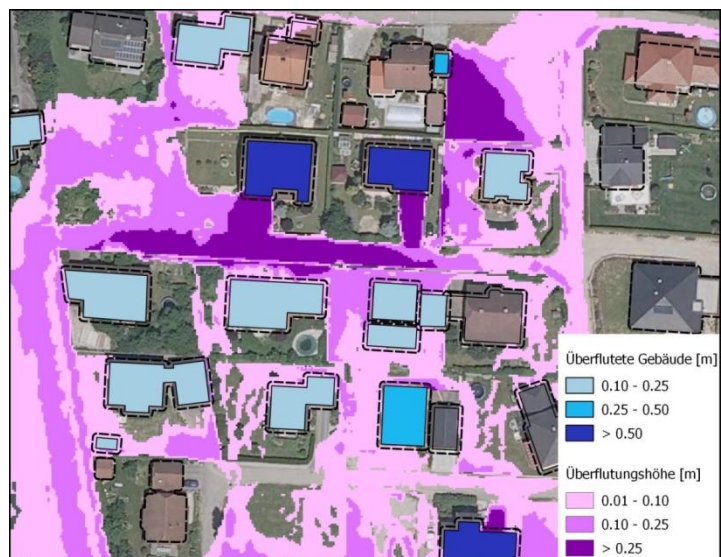 Überflutete Gebäude [m]
0.10 - 0.25
0.25 - 0.50
> 0.50
Überflutungshöhe [m]
0.01 - 0.10
0.10 - 0.25
> 0.25